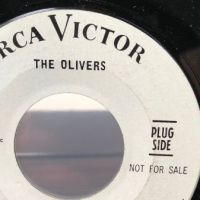 RCA VICTOR
THE OLIVERS
PLUG
SIDE
NOT FOR SALE